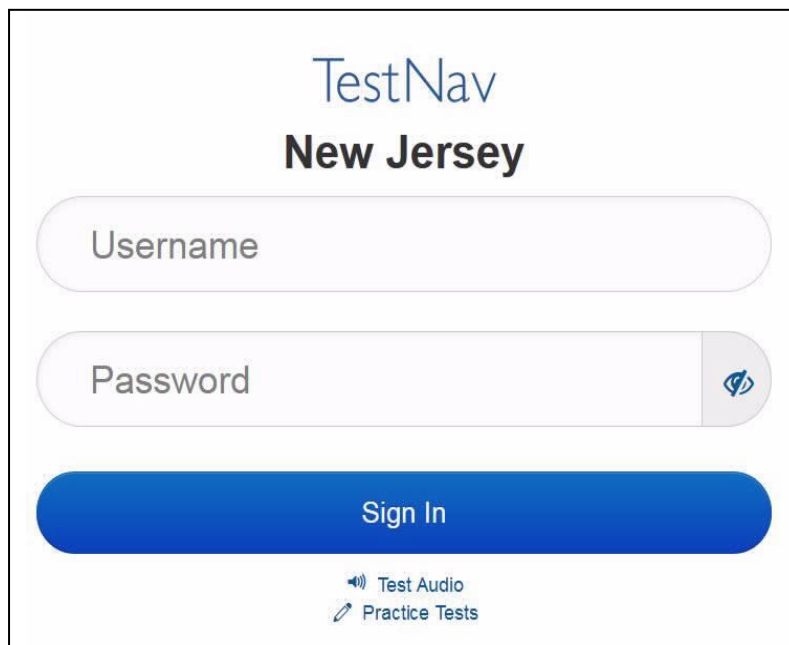 TestNav
New Jersey
Username
Password
Sign In
Test Audio
Practice Tests